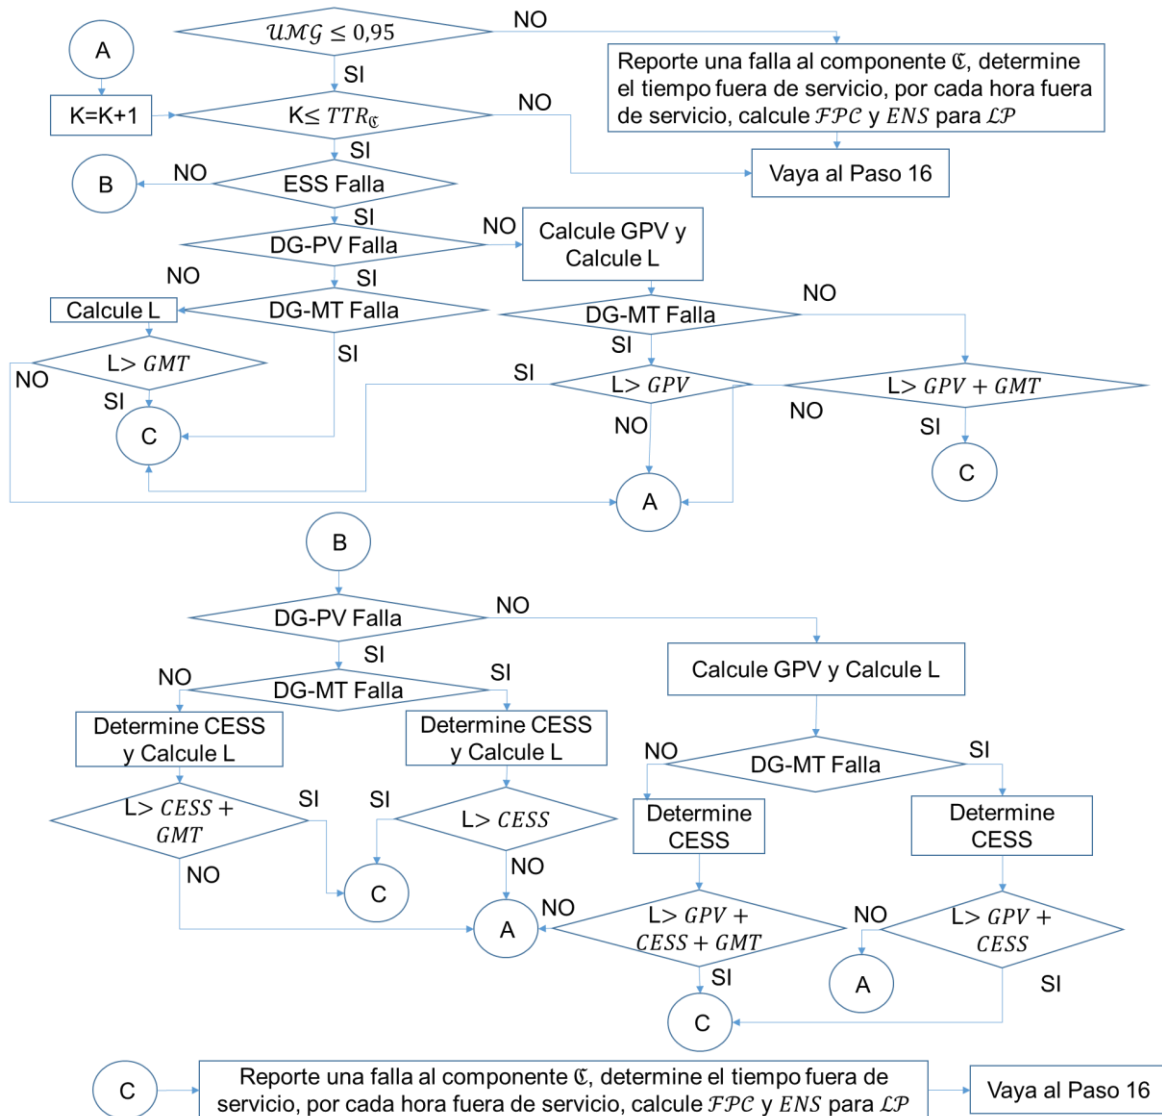 𝒰ℳ𝒢 ≤ 0,95
NO
A
SI
Reporte una falla al componente ℭ, determine
el tiempo fuera de servicio, por cada hora fuera
de servicio, calcule ℱ𝒫𝒞 y ℰ𝒩𝒮 para ℒ𝒫
K=K+1
K≤ TTRℭ
NO
SI
Vaya al Paso 16
B
NO
ESS Falla
SI
DG-PV Falla
NO
Calcule GPV y
Calcule L
NO
SI
Calcule L
DG-MT Falla
DG-MT Falla
NO
SI
SI
L> GMT
NO
SI
SI
L> GPV
NO
L> GPV + GMT
NO
SI
C
C
A
B
DG-PV Falla
NO
SI
Calcule GPV y Calcule L
NO
DG-MT Falla
SI
Determine CESS
y Calcule L
Determine CESS
y Calcule L
NO
DG-MT Falla
SI
L> CESS +
GMT
SI
SI
L> CESS
Determine
CESS
Determine
CESS
NO
NO
C
A
NO
L> GPV +
CESS + GMT
NO
L> GPV +
CESS
A
SI
SI
C
C
Reporte una falla al componente ℭ, determine el tiempo fuera de
servicio, por cada hora fuera de servicio, calcule ℱ𝒫𝒞 y ENS para ℒ𝒫
Vaya al Paso 16